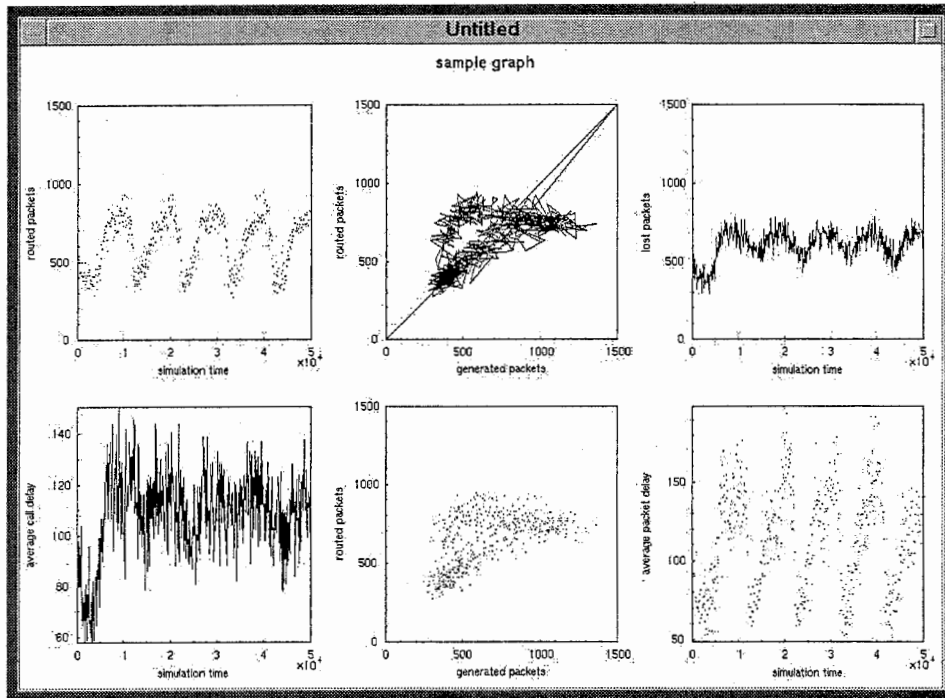 Untitled
sample graph
1500
1000
500
0
routed packets
0 1 2 3 4 5
×10⁴
simulation time
1500
1000
500
0
routed packets
0 500 1000 1500
generated packets
1500
1000
500
0
lost packets
0 1 2 3 4 5
×10⁴
simulation time
140
120
100
80
60
average call delay
0 1 2 3 4 5
×10⁴
simulation time
1500
1000
500
0
routed packets
0 500 1000 1500
generated packets
150
100
50
average packet delay
0 1 2 3 4 5
×10⁴
simulation time